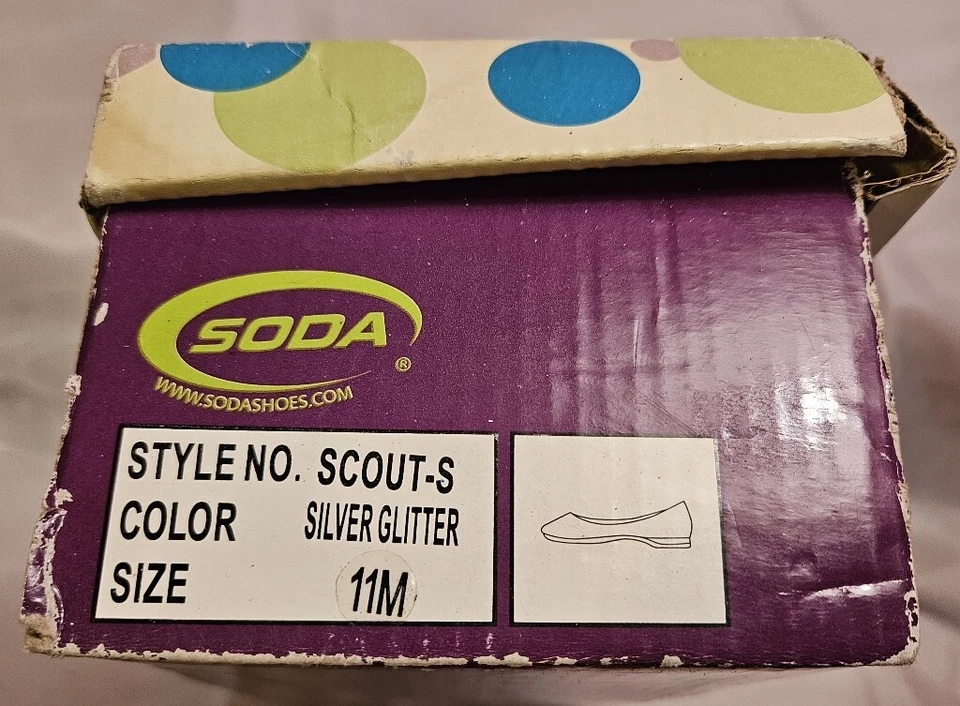 SODA®
WWW.SODASHOES.COM
STYLE NO. SCOUT-S
COLOR SILVER GLITTER
SIZE 11M